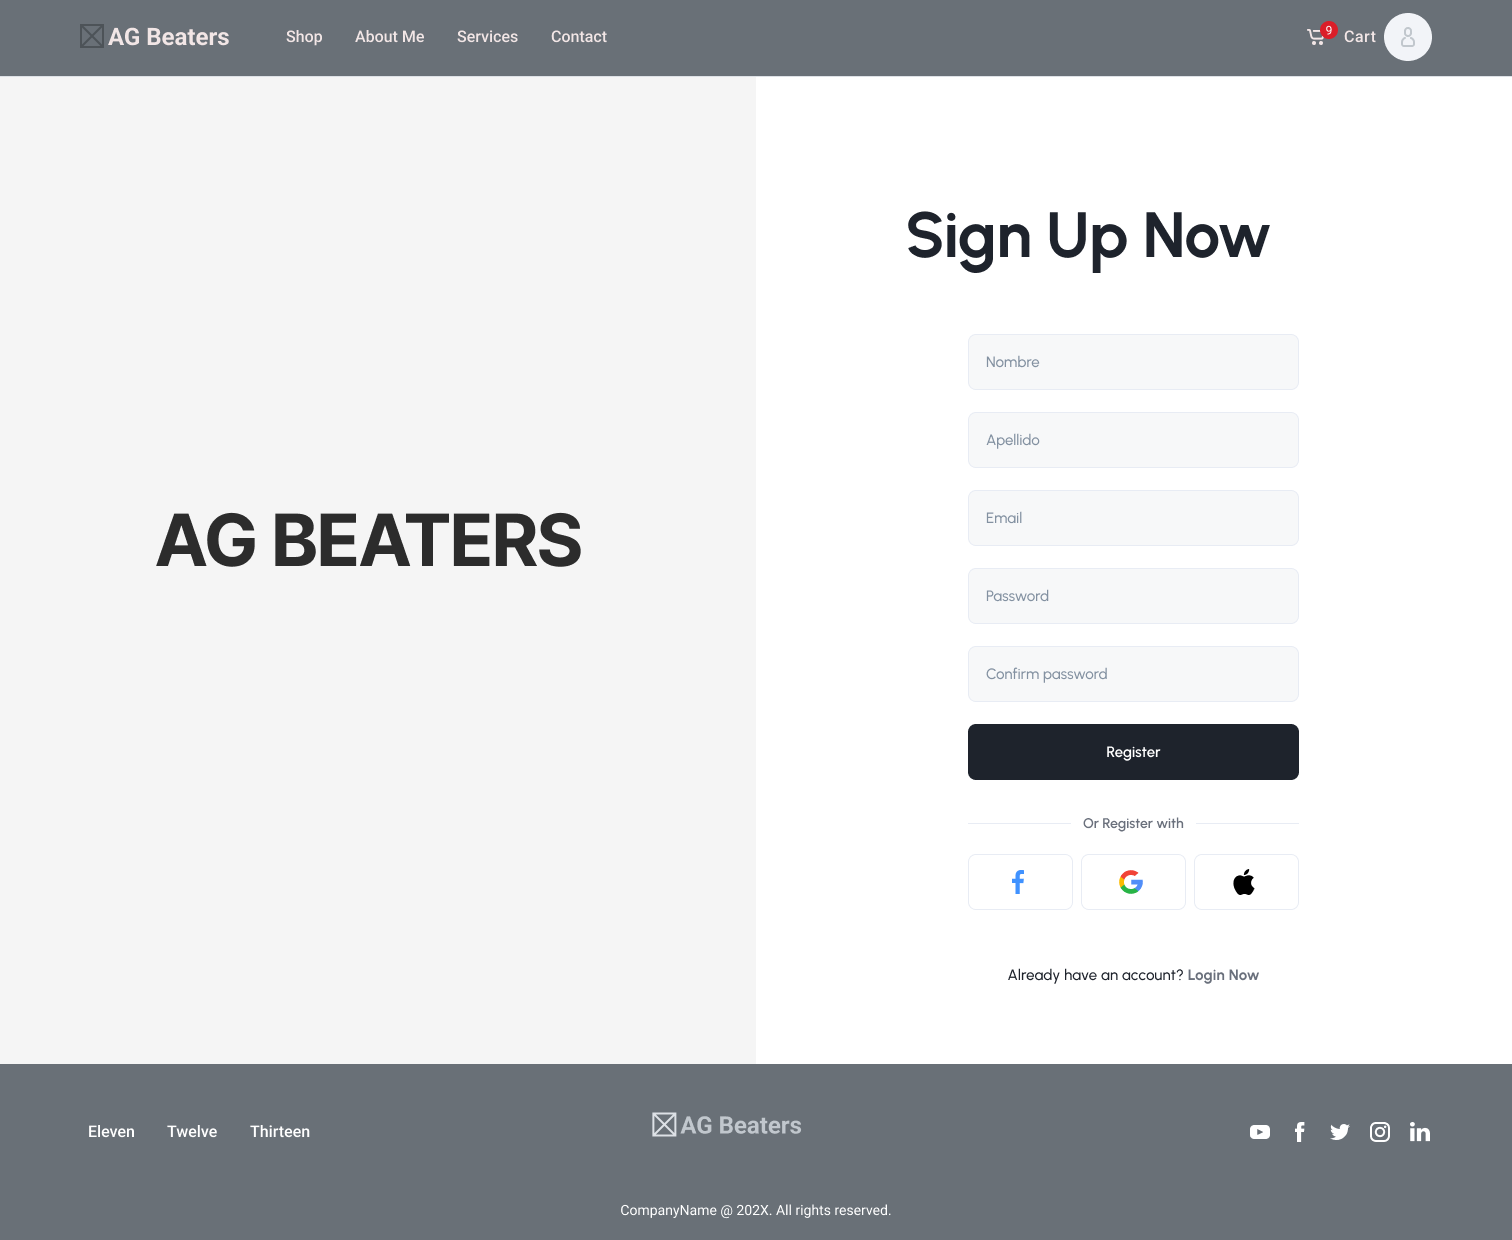 AG Beaters
Shop
About Me
Services
Contact
9
Cart
AG BEATERS
Sign Up Now
Nombre
Apellido
Email
Password
Confirm password
Register
Or Register with
Already have an account? Login Now
Eleven
Twelve
Thirteen
AG Beaters
CompanyName @ 202X. All rights reserved.